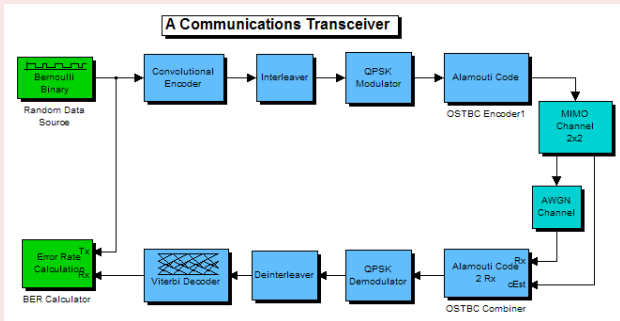 A Communications Transceiver
Bernoulli
Binary
Random Data
Source
Convolutional
Encoder
Interleaver
QPSK
Modulator
Alamouti Code
OSTBC Encoder1
MIMO
Channel
2x2
AWGN
Channel
Tx
Error Rate
Calculation
Rx
BER Calculator
Viterbi Decoder
Deinterleaver
QPSK
Demodulator
Rx
Alamouti Code
2 Rx
cEst
OSTBC Combiner